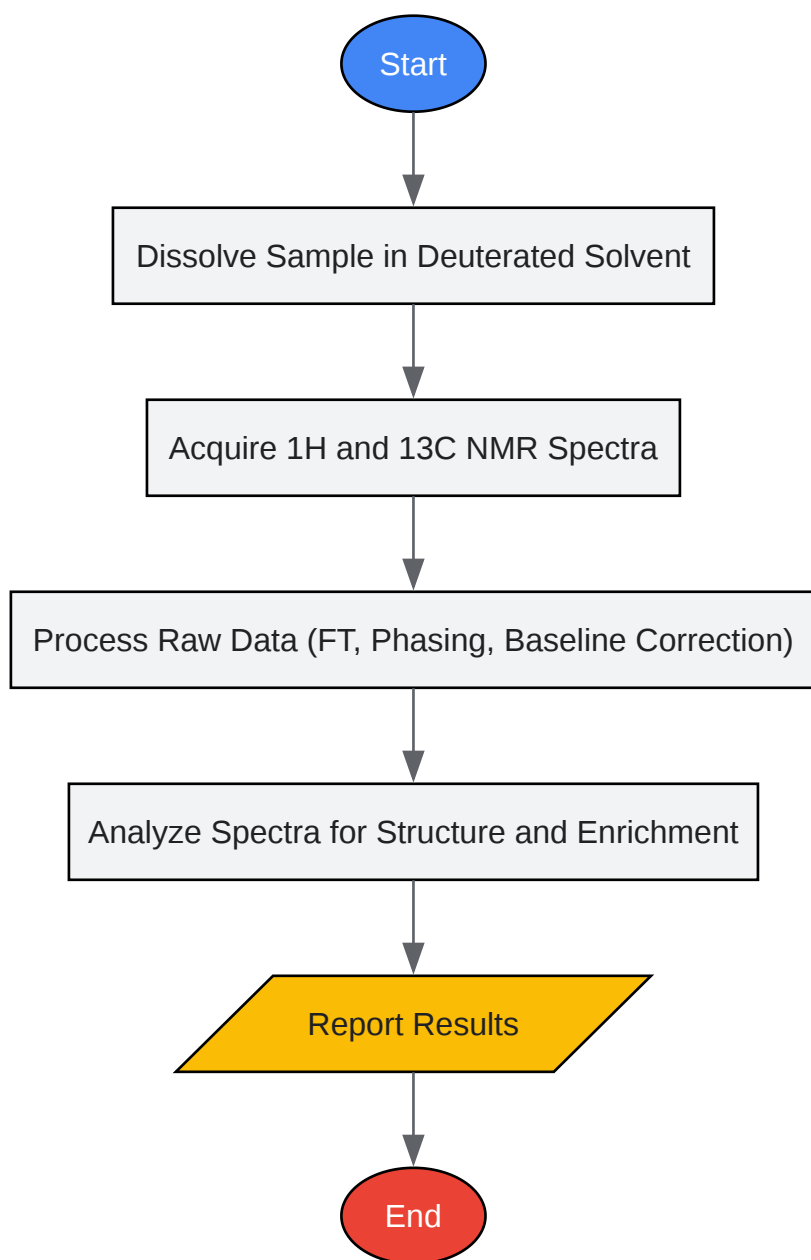 Start
Dissolve Sample in Deuterated Solvent
Acquire 1H and 13C NMR Spectra
Process Raw Data (FT, Phasing, Baseline Correction)
Analyze Spectra for Structure and Enrichment
Report Results
End